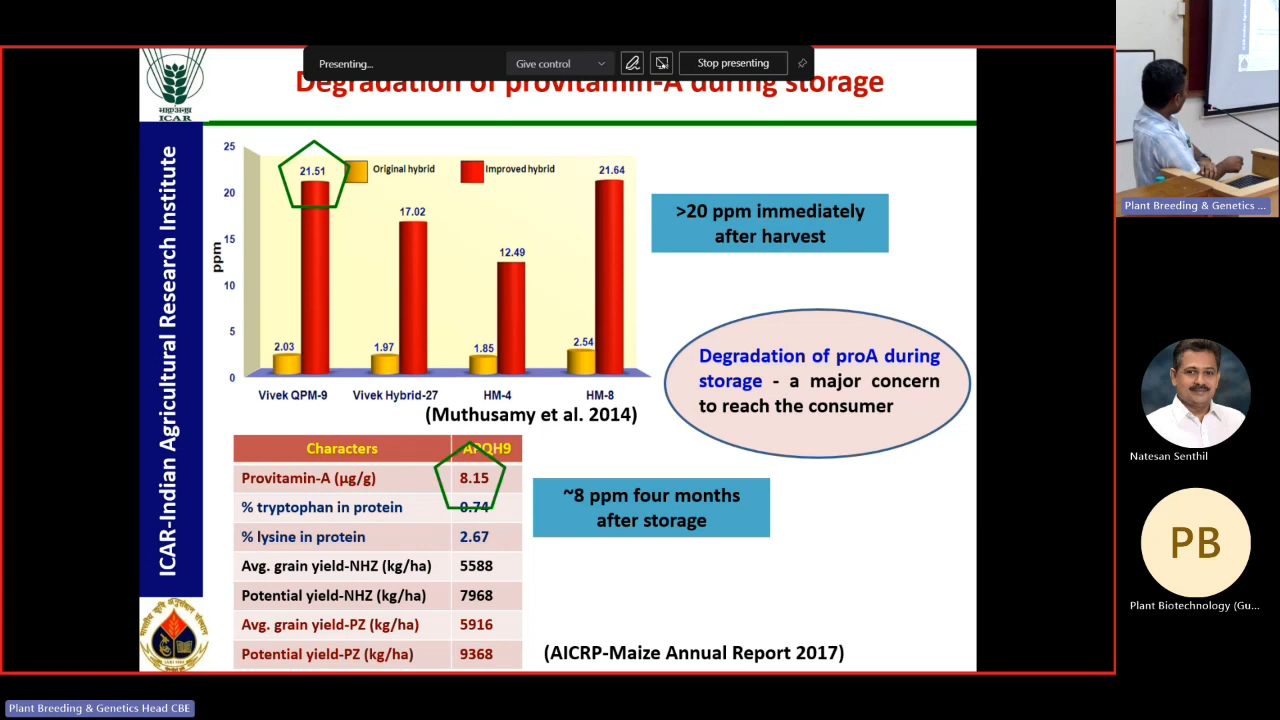 Presenting...
Give control
Stop presenting
Degradation of provitamin-A during storage
ICAR
ICAR-Indian Agricultural Research Institute
25
20
15
10
5
0
ppm
Original hybrid
Improved hybrid
21.51
17.02
12.49
21.64
2.03
1.97
1.85
2.54
Vivek QPM-9
Vivek Hybrid-27
HM-4
HM-8
(Muthusamy et al. 2014)
>20 ppm immediately
after harvest
Degradation of proA during
storage - a major concern
to reach the consumer
Characters APQH9
Provitamin-A (µg/g) 8.15
% tryptophan in protein 0.74
% lysine in protein 2.67
Avg. grain yield-NHZ (kg/ha) 5588
Potential yield-NHZ (kg/ha) 7968
Avg. grain yield-PZ (kg/ha) 5916
Potential yield-PZ (kg/ha) 9368
~8 ppm four months
after storage
(AICRP-Maize Annual Report 2017)
Plant Breeding & Genetics ...
Natesan Senthil
PB
Plant Biotechnology (Gu...
Plant Breeding & Genetics Head CBE